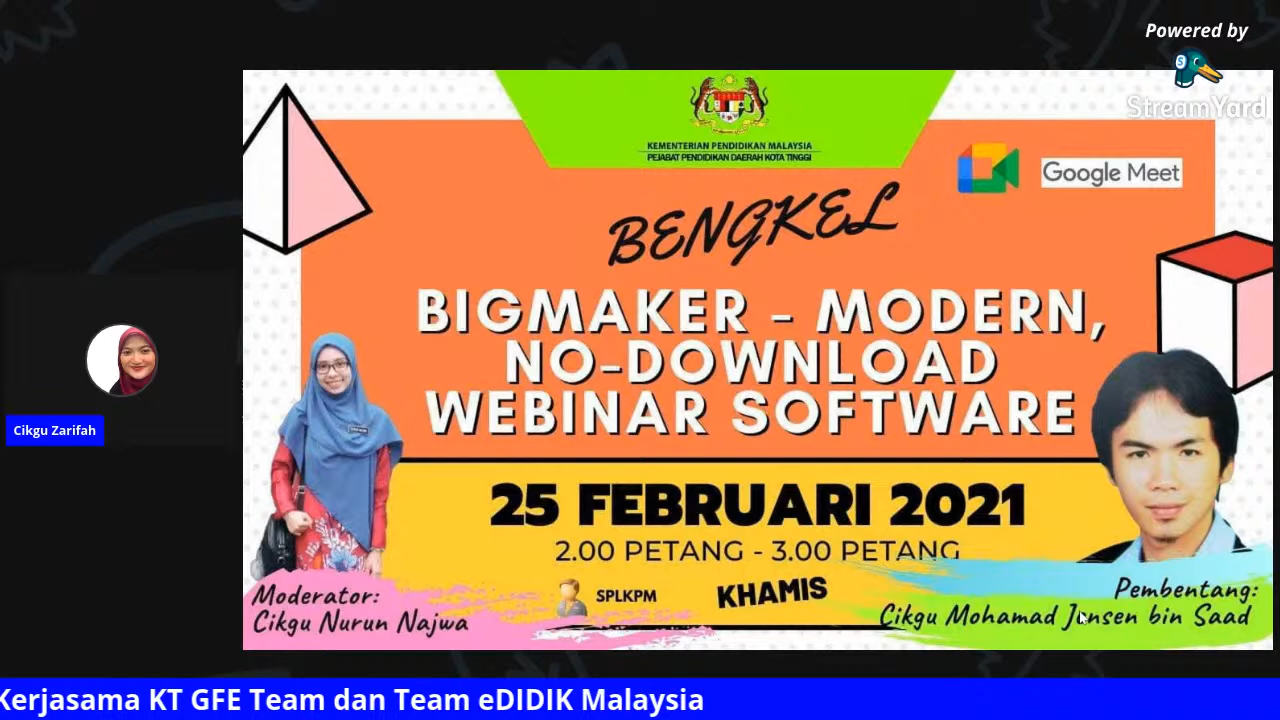 Powered by
StreamYard
KEMENTERIAN PENDIDIKAN MALAYSIA
PEJABAT PENDIDIKAN DAERAH KOTA TINGGI
Google Meet
BENGKEL
BIGMAKER - MODERN,
NO-DOWNLOAD
WEBINAR SOFTWARE
25 FEBRUARI 2021
2.00 PETANG - 3.00 PETANG
SPLKPM
KHAMIS
Moderator:
Cikgu Nurun Najwa
Pembentang:
Cikgu Mohamad Jensen bin Saad
Cikgu Zarifah
Kerjasama KT GFE Team dan Team eDIDIK Malaysia